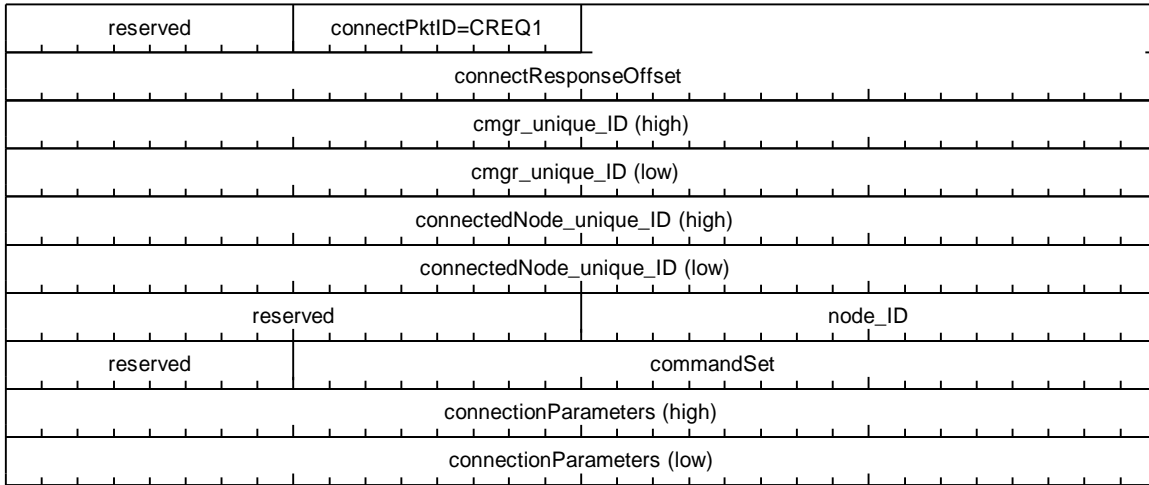 reserved connectPktID=CREQ1
connectResponseOffset
cmgr_unique_ID (high)
cmgr_unique_ID (low)
connectedNode_unique_ID (high)
connectedNode_unique_ID (low)
reserved node_ID
reserved commandSet
connectionParameters (high)
connectionParameters (low)